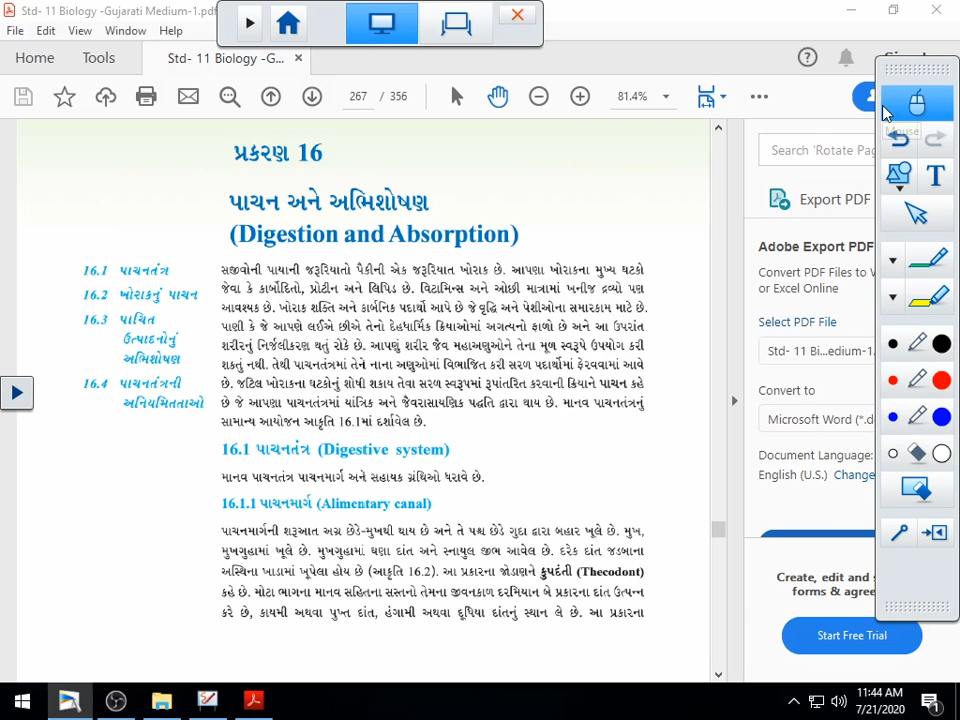 Std- 11 Biology -Gujarati Medium-1.pdf
File Edit View Window Help
Home Tools Std- 11 Biology -G... ×
267 / 356 81.4%
પ્રકરણ 16
પાચન અને અભિશોષણ
(Digestion and Absorption)
16.1 પાચનતંત્ર
16.2 ખોરાકનું પાચન
16.3 પાચિત
ઉત્પાદનોનું
અભિશોષણ
16.4 પાચનતંત્રની
અનિયમિતતાઓ
સજીવોની પાયાની જરૂરિયાતો પૈકીની એક જરૂરિયાત ખોરાક છે. આપણા ખોરાકના મુખ્ય ઘટકો
જેવા કે કાર્બોદિતો, પ્રોટીન અને લિપિડ છે. વિટામિન્સ અને ઓછી માત્રામાં ખનીજ દ્રવ્યો પણ
આવશ્યક છે. ખોરાક શક્તિ અને કાર્બનિક પદાર્થો આપે છે જે વૃદ્ધિ અને પેશીઓના સમારકામ માટે છે.
પાણી કે જે આપણે લઈએ છીએ તેનો દેહધાર્મિક ક્રિયાઓમાં અગત્યનો ફાળો છે અને આ ઉપરાંત
શરીરનું નિર્જલીકરણ થતું રોકે છે. આપણું શરીર જૈવ મહાઅણુઓને તેના મૂળ સ્વરૂપે ઉપયોગ કરી
શકતું નથી. તેથી પાચનતંત્રમાં તેને નાના અણુઓમાં વિભાજિત કરી સરળ પદાર્થોમાં ફેરવવામાં આવે
છે. જટિલ ખોરાકના ઘટકોનું શોષી શકાય તેવા સરળ સ્વરૂપમાં રૂપાંતરિત કરવાની ક્રિયાને પાચન કહે
છે જે આપણા પાચનતંત્રમાં યાંત્રિક અને જૈવરાસાયણિક પદ્ધતિ દ્વારા થાય છે. માનવ પાચનતંત્રનું
સામાન્ય આયોજન આકૃતિ 16.1માં દર્શાવેલ છે.
16.1 પાચનતંત્ર (Digestive system)
માનવ પાચનતંત્ર પાચનમાર્ગ અને સહાયક ગ્રંથિઓ ધરાવે છે.
16.1.1 પાચનમાર્ગ (Alimentary canal)
પાચનમાર્ગની શરૂઆત અગ્ર છેડે-મુખથી થાય છે અને તે પશ્ચ છેડે ગુદા દ્વારા બહાર ખૂલે છે. મુખ,
મુખગુહામાં ખૂલે છે. મુખગુહામાં ઘણા દાંત અને સ્નાયુલ જીભ આવેલ છે. દરેક દાંત જડબાના
અસ્થિના ખાડામાં ખૂપેલા હોય છે (આકૃતિ 16.2). આ પ્રકારના જોડાણને કુપદંતી (Thecodont)
કહે છે. મોટા ભાગના માનવ સહિતના સસ્તનો તેમના જીવનકાળ દરમિયાન બે પ્રકારના દાંત ઉત્પન્ન
કરે છે, કાયમી અથવા પુખ્ત દાંત, હંગામી અથવા દૂધિયા દાંતનું સ્થાન લે છે. આ પ્રકારના
Search 'Rotate Pag
Export PDF
Adobe Export PDF
Convert PDF Files to W
or Excel Online
Select PDF File
Std- 11 Bi...edium-1.
Convert to
Microsoft Word (*.d
Document Language:
English (U.S.) Change
Create, edit and s
forms & agree
Start Free Trial
Mouse
T
11:44 AM
7/21/2020
1